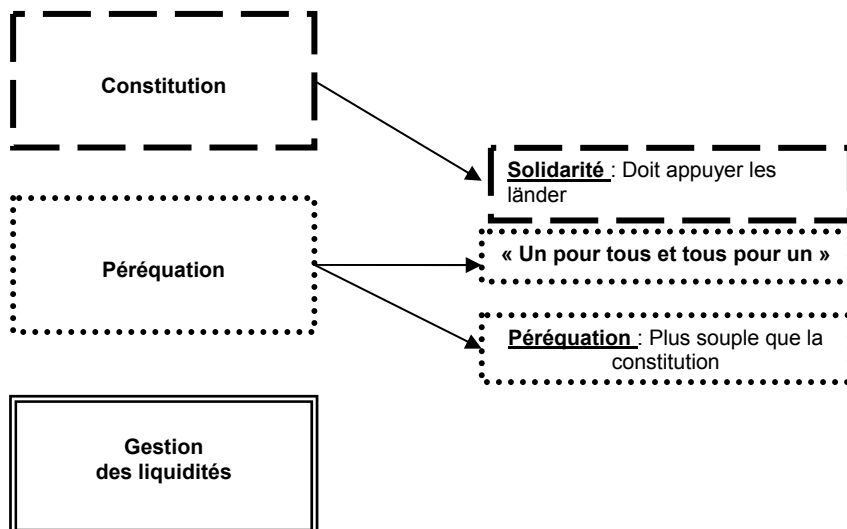 Constitution
Solidarité : Doit appuyer les
länder
Péréquation
« Un pour tous et tous pour un »
Péréquation : Plus souple que la
constitution
Gestion
des liquidités